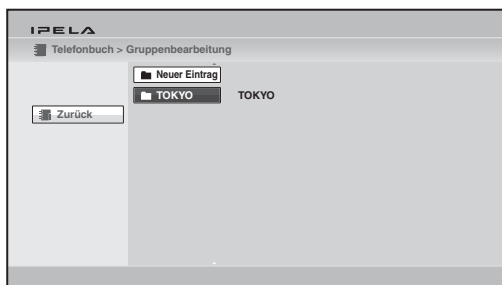 IPELA
Telefonbuch > Gruppenbearbeitung
Neuer Eintrag
TOKYO TOKYO
Zurück